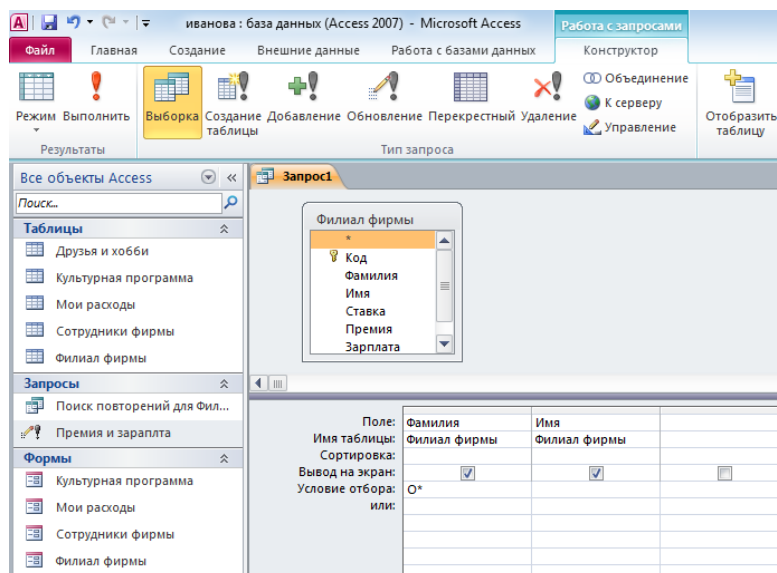 иванова : база данных (Access 2007) - Microsoft Access
Работа с запросами
Файл Главная Создание Внешние данные Работа с базами данных Конструктор
Режим Выполнить Выборка Создание таблицы Добавление Обновление Перекрестный Удаление Объединение К серверу Управление Отобразить таблицу
Результаты Тип запроса
Все объекты Access
Поиск...
Таблицы
Друзья и хобби
Культурная программа
Мои расходы
Сотрудники фирмы
Филиал фирмы
Запросы
Поиск повторений для Фил...
Премия и зараплта
Формы
Культурная программа
Мои расходы
Сотрудники фирмы
Филиал фирмы
Запрос1
Филиал фирмы
*
Код
Фамилия
Имя
Ставка
Премия
Зарплата
Поле: Фамилия Имя
Имя таблицы: Филиал фирмы Филиал фирмы
Сортировка:
Вывод на экран:
Условие отбора: О*
или: